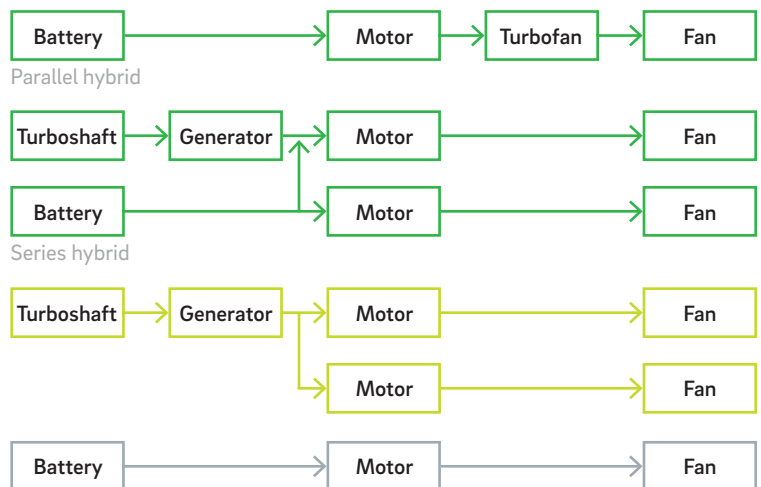 Battery Motor Turbofan Fan
Parallel hybrid
Turboshaft Generator Motor Fan
Battery Motor Fan
Series hybrid
Turboshaft Generator Motor Fan
Motor Fan
Battery Motor Fan